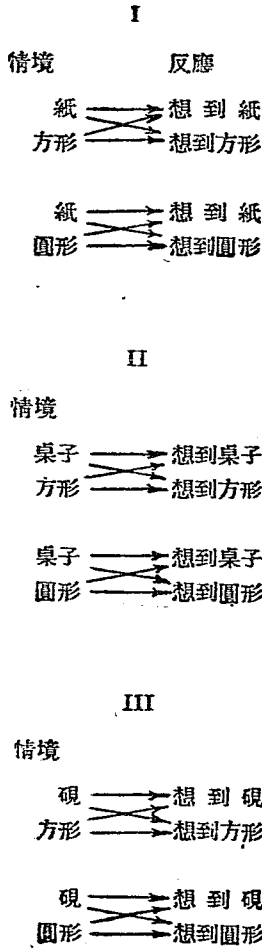 I
情境 反應
紙 想到紙
方形 想到方形
紙 想到紙
圓形 想到圓形
II
情境
桌子 想到桌子
方形 想到方形
桌子 想到桌子
圓形 想到圓形
III
情境
硯 想到硯
方形 想到方形
硯 想到硯
圓形 想到圓形